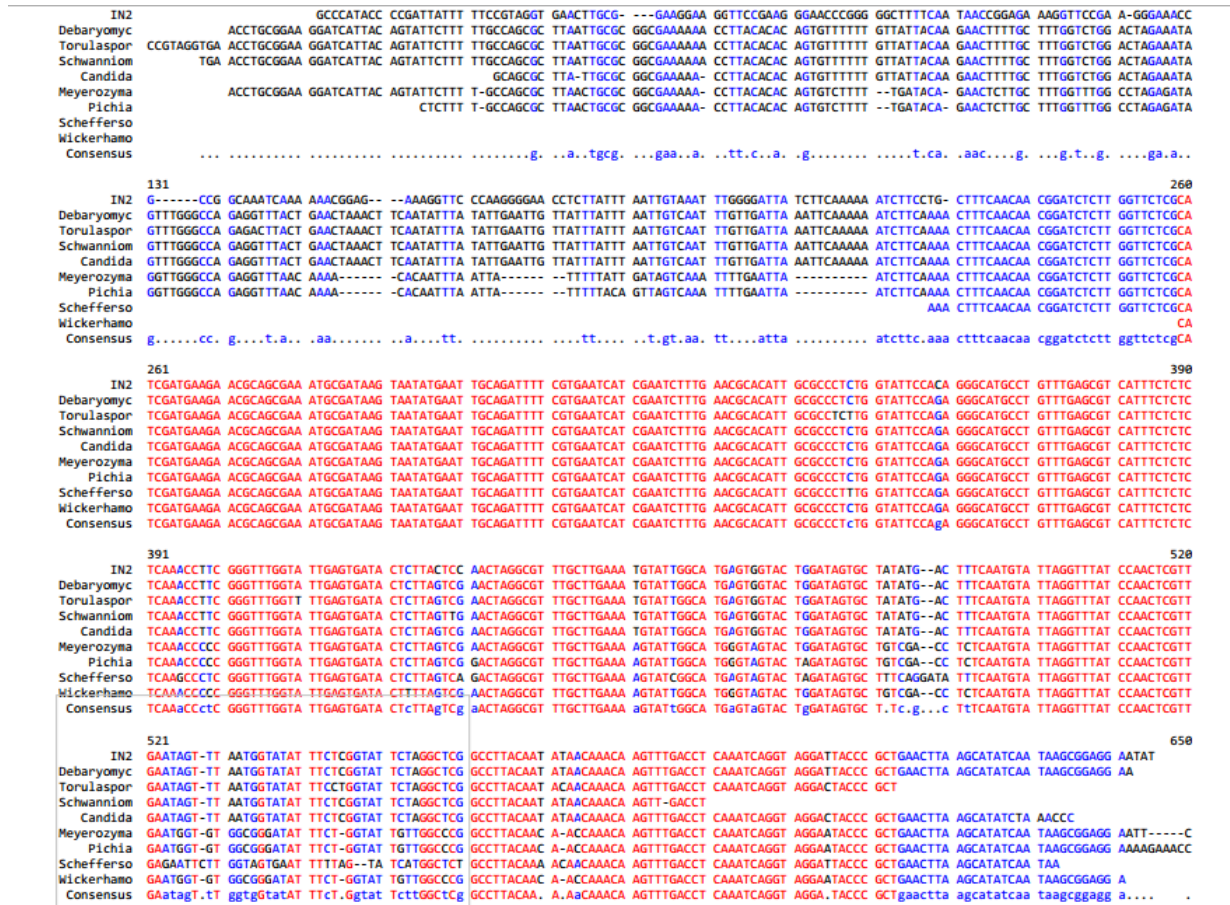 IN2 GCCCATACC CCGATTATTT TTCCGTAGGT GAACTTGCG- ---GAAGGAA GGTTCCGAAG GGAACCCGGG GGCTTTTCAA TAACCGGAGA AAGGTTCCGA A-GGGAAACC
Debaryomyc ACCTGCGGAA GGATCATTAC AGTATTCTTT TTGCCAGCGC TTAATTGCGC GGCGAAAAAA CCTTACACAC AGTGTTTTTT GTTATTACAA GAACTTTTGCT TTGGTCTGG ACTAGAAATA
Torulaspor CCGTAGGTGA ACCTGCGGAA GGATCATTAC AGTATTCTTT TTGCCAGCGC TTAATTGCGC GGCGAAAAAA CCTTACACAC AGTGTTTTTT GTTATTACAA GAACTTTTGC TTTGGTCTGG ACTAGAAATA
Schwanniom TGA ACCTGCGGAA GGATCATTAC AGTATTCTTT TTGCCAGCGC TTAATTGCGC GGCGAAAAAA CCTTACACAC AGTGTTTTTT GTTATTACAA GAACTTTTGC TTTGGTCTGG ACTAGAAATA
Candida GCAGCGC TTA-TTGCGC GGCGAAAAA- CCTTACACAC AGTGTTTTTT GTTATTACAA GAACTTTTGC TTTGGTCTGG ACTAGAAATA
Meyerozyma ACCTGCGGAA GGATCATTAC AGTATTCTTT T-GCCAGCGC TTAACTGCGC GGCGAAAAA- CCTTACACAC AGTGTCTTTT --TGATACA- GAACTCTTGC TTTGGTTTGG CCTAGAGATA
Pichia CTCTTT T-GCCAGCGC TTAACTGCGC GGCGAAAAA- CCTTACACAC AGTGTCTTTT --TGATACA- GAACTCTTGC TTTGGTTTGG CCTAGAGATA
Schefferso
Wickerhamo
Consensus ... .......... .......... .......... ........g. .a..tgcg. ..gaa..a. .tt.c..a. .g........ .....t.ca. .aac....g. ...g.t..g. ....ga.a..
131 260
IN2 G------CCG GCAAATCAAA AAACGGAG-- -AAAGGTTC CCAAGGGGAA CCTCTTATTT AATTGTAAAT TTGGGGATTA TCTTCAAAAA ATCTTCCTG- CTTTCAACAA CGGATCTCTT GGTTCTCGCA
Debaryomyc GTTTGGGCCA GAGGTTTACT GAACTAAACT TCAATATTTA TATTGAATTG TTATTTATTT AATTGTCAAT TTGTTGATTA AATTCAAAAA ATCTTCAAAA CTTTCAACAA CGGATCTCTT GGTTCTCGCA
Torulaspor GTTTGGGCCA GAGACTTACT GAACTAAACT TCAATATTTA TATTGAATTG TTATTTATTT AATTGTCAAT TTGTTGATTA AATTCAAAAA ATCTTCAAAA CTTTCAACAA CGGATCTCTT GGTTCTCGCA
Schwanniom GTTTGGGCCA GAGGTTTACT GAACTAAACT TCAATATTTA TATTGAATTG TTATTTATTT AATTGTCAAT TTGTTGATTA AATTCAAAAA ATCTTCAAAA CTTTCAACAA CGGATCTCTT GGTTCTCGCA
Candida GTTTGGGCCA GAGGTTTACT GAACTAAACT TCAATATTTA TATTGAATTG TTATTTATTT AATTGTCAAT TTGTTGATTA AATTCAAAAA ATCTTCAAAA CTTTCAACAA CGGATCTCTT GGTTCTCGCA
Meyerozyma GGTTGGGCCA GAGGTTTAAC AAAA------ -CACAATTTA ATTA------ -TTTTTATT GATAGTCAAA TTTTGAATTA ---------- ATCTTCAAAA CTTTCAACAA CGGATCTCTT GGTTCTCGCA
Pichia GGTTGGGCCA GAGGTTTAAC AAAA------ -CACAATTTA ATTA------ -TTTTTACA GTTAGTCAAA TTTTGAATTA ---------- ATCTTCAAAA CTTTCAACAA CGGATCTCTT GGTTCTCGCA
Schefferso AAA CTTTCAACAA CGGATCTCTT GGTTCTCGCA
Wickerhamo CA
Consensus g......cc. g....t.a.. .aa....... ..a....tt. .......... ..tt....tt .t.gt.aa. tt....atta .......... atcttc.aaa ctttcaacaa cggatctctt ggttctcgCA
261 390
IN2 TCGATGAAGA ACGCAGCGAA ATGCGATAAG TAATATGAAT TGCAGATTTT CGTGAATCAT CGAATCTTTG AACGCACATT GCGCCCTCTG GTATTCCACA GGGCATGCCT GTTTGAGCGT CATTTCTCTC
Debaryomyc TCGATGAAGA ACGCAGCGAA ATGCGATAAG TAATATGAAT TGCAGATTTT CGTGAATCAT CGAATCTTTG AACGCACATT GCGCCCTCTG GTATTCCAGA GGGCATGCCT GTTTGAGCGT CATTTCTCTC
Torulaspor TCGATGAAGA ACGCAGCGAA ATGCGATAAG TAATATGAAT TGCAGATTTT CGTGAATCAT CGAATCTTTG AACGCACATT GCGCCTCTTG GTATTCCAGA GGGCATGCCT GTTTGAGCGT CATTTCTCTC
Schwanniom TCGATGAAGA ACGCAGCGAA ATGCGATAAG TAATATGAAT TGCAGATTTT CGTGAATCAT CGAATCTTTG AACGCACATT GCGCCCTCTG GTATTCCAGA GGGCATGCCT GTTTGAGCGT CATTTCTCTC
Candida TCGATGAAGA ACGCAGCGAA ATGCGATAAG TAATATGAAT TGCAGATTTT CGTGAATCAT CGAATCTTTG AACGCACATT GCGCCCTCTG GTATTCCAGA GGGCATGCCT GTTTGAGCGT CATTTCTCTC
Meyerozyma TCGATGAAGA ACGCAGCGAA ATGCGATAAG TAATATGAAT TGCAGATTTT CGTGAATCAT CGAATCTTTG AACGCACATT GCGCCCTCTG GTATTCCAGA GGGCATGCCT GTTTGAGCGT CATTTCTCTC
Pichia TCGATGAAGA ACGCAGCGAA ATGCGATAAG TAATATGAAT TGCAGATTTT CGTGAATCAT CGAATCTTTG AACGCACATT GCGCCCTCTG GTATTCCAGA GGGCATGCCT GTTTGAGCGT CATTTCTCTC
Schefferso TCGATGAAGA ACGCAGCGAA ATGCGATAAG TAATATGAAT TGCAGATTTT CGTGAATCAT CGAATCTTTG AACGCACATT GCGCCCTTTG GTATTCCAGA GGGCATGCCT GTTTGAGCGT CATTTCTCTC
Wickerhamo TCGATGAAGA ACGCAGCGAA ATGCGATAAG TAATATGAAT TGCAGATTTT CGTGAATCAT CGAATCTTTG AACGCACATT GCGCCCTCTG GTATTCCAGA GGGCATGCCT GTTTGAGCGT CATTTCTCTC
Consensus TCGATGAAGA ACGCAGCGAA ATGCGATAAG TAATATGAAT TGCAGATTTT CGTGAATCAT CGAATCTTTG AACGCACATT GCGCCCTcTG GTATTCCAgA GGGCATGCCT GTTTGAGCGT CATTTCTCTC
391 520
IN2 TCAAACCTTC GGGTTTGGTA TTGAGTGATA CTCTTACTCC AACTAGGCGT TTGCTTGAAA TGTATTGGCA TGAGTGGTAC TGGATAGTGC TATATG--AC TTTCAATGTA TTAGGTTTAT CCAACTCGTT
Debaryomyc TCAAACCTTC GGGTTTGGTA TTGAGTGATA CTCTTAGTCG AACTAGGCGT TTGCTTGAAA TGTATTGGCA TGAGTGGTAC TGGATAGTGC TATATG--AC TTTCAATGTA TTAGGTTTAT CCAACTCGTT
Torulaspor TCAAACCTTC GGGTTTGGTT TTGAGTGATA CTCTTAGTCG AACTAGGCGT TTGCTTGAAA TGTATTGGCA TGAGTGGTAC TGGATAGTGC TATATG--AC TTTCAATGTA TTAGGTTTAT CCAACTCGTT
Schwanniom TCAAACCTTC GGGTTTGGTA TTGAGTGATA CTCTTAGTTG AACTAGGCGT TTGCTTGAAA TGTATTGGCA TGAGTGGTAC TGGATAGTGC TATATG--AC TTTCAATGTA TTAGGTTTAT CCAACTCGTT
Candida TCAAACCTTC GGGTTTGGTA TTGAGTGATA CTCTTAGTCG AACTAGGCGT TTGCTTGAAA TGTATTGGCA TGAGTGGTAC TGGATAGTGC TATATG--AC TTTCAATGTA TTAGGTTTAT CCAACTCGTT
Meyerozyma TCAAACCCCC GGGTTTGGTA TTGAGTGATA CTCTTAGTCG AACTAGGCGT TTGCTTGAAA AGTATTGGCA TGGGTAGTAC TGGATAGTGC TGTCGA--CC TCTCAATGTA TTAGGTTTAT CCAACTCGTT
Pichia TCAAACCCCC GGGTTTGGTA TTGAGTGATA CTCTTAGTCG GACTAGGCGT TTGCTTGAAA AGTATTGGCA TGGGTAGTAC TAGATAGTGC TGTCGA--CC TCTCAATGTA TTAGGTTTAT CCAACTCGTT
Schefferso TCAAGCCCTC GGGTTTGGTA TTGAGTGATA CTCTTAGTCA GACTAGGCGT TTGCTTGAAA AGTATCGGCA TGAGTAGTAC TAGATAGTGC TTTCAGGATA TTTCAATGTA TTAGGTTTAT CCAACTCGTT
Wickerhamo TCAAACCCCC GGGTTTGGTA TTGAGTGATA CTTTTAGTCG AACTAGGCGT TTGCTTGAAA AGTATTGGCA TGGGTAGTAC TGGATAGTGC TGTCGA--CC TCTCAATGTA TTAGGTTTAT CCAACTCGTT
Consensus TCAAaCCctC GGGTTTGGTA TTGAGTGATA CTcTTAgTCg aACTAGGCGT TTGCTTGAAA aGTATtGGCA TGaGTaGTAC TgGATAGTGC T.Tc.g...c TtTCAATGTA TTAGGTTTAT CCAACTCGTT
521 650
IN2 GAATAGT-TT AATGGTATAT TTCTCGGTAT TCTAGGCTCG GCCTTACAAT ATAACAAACA AGTTTGACCT CAAATCAGGT AGGATTACCC GCTGAACTTA AGCATATCAA TAAGCGGAGG AATAT
Debaryomyc GAATAGT-TT AATGGTATAT TTCTCGGTAT TCTAGGCTCG GCCTTACAAT ATAACAAACA AGTTTGACCT CAAATCAGGT AGGATTACCC GCTGAACTTA AGCATATCAA TAAGCGGAGG AA
Torulaspor GAATAGT-TT AATGGTATAT TTCCTGGTAT TCTAGGCTCG GCCTTACAAT ACAACAAACA AGTTTGACCT CAAATCAGGT AGGACTACCC GCT
Schwanniom GAATAGT-TT AATGGTATAT TTCTCGGTAT TCTAGGCTCG GCCTTACAAT ATAACAAACA AGTT-GACCT
Candida GAATAGT-TT AATGGTATAT TTCTCGGTAT TCTAGGCTCG GCCTTACAAT ATAACAAACA AGTTTGACCT CAAATCAGGT AGGACTACCC GCTGAACTTA AGCATATCTA AACCC
Meyerozyma GAATGGT-GT GGCGGGATAT TTCT-GGTAT TGTTGGCCCG GCCTTACAAC A-ACCAAACA AGTTTGACCT CAAATCAGGT AGGAATACCC GCTGAACTTA AGCATATCAA TAAGCGGAGG AATT-----C
Pichia GAATGGT-GT GGCGGGATAT TTCT-GGTAT TGTTGGCCCG GCCTTACAAC A-ACCAAACA AGTTTGACCT CAAATCAGGT AGGAATACCC GCTGAACTTA AGCATATCAA TAAGCGGAGG AAAAGAAACC
Schefferso GAGAATTCTT GGTAGTGAAT TTTTAG--TA TCATGGCTCT GCCTTACAAA ACAACAAACA AGTTTGACCT CAAATCAGGT AGGATTACCC GCTGAACTTA AGCATATCAA TAA
Wickerhamo GAATGGT-GT GGCGGGATAT TTCT-GGTAT TGTTGGCCCG GCCTTACAAC A-ACCAAACA AGTTTGACCT CAAATCAGGT AGGAATACCC GCTGAACTTA AGCATATCAA TAAGCGGAGG A
Consensus GAatagT.tT ggtggtatAT TTcT.GgTat TcttGGCtCg GCCTTACAA. A.AaCAAACA AGTTTGACCT CAAATCAGGT AGGA.TACCC GCTgaactta agcatatcaa taagcggagg a.... .